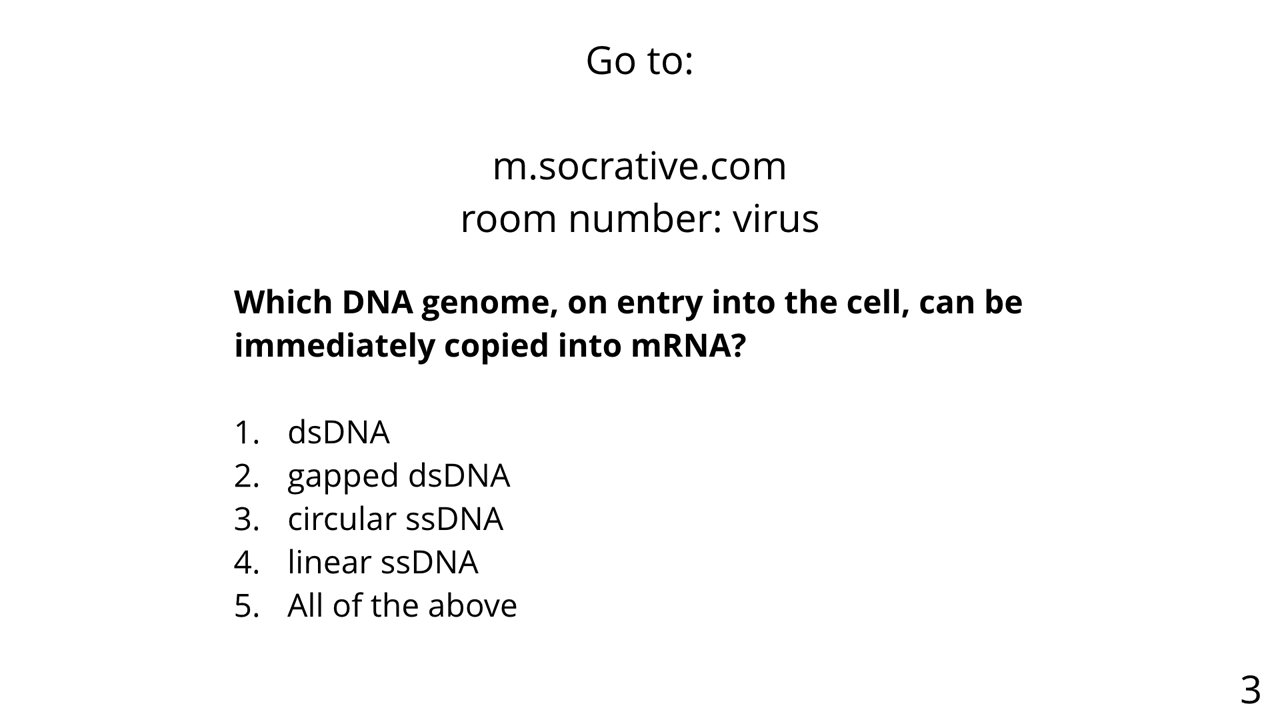 Go to:
m.socrative.com
room number: virus
Which DNA genome, on entry into the cell, can be
immediately copied into mRNA?
1. dsDNA
2. gapped dsDNA
3. circular ssDNA
4. linear ssDNA
5. All of the above
3